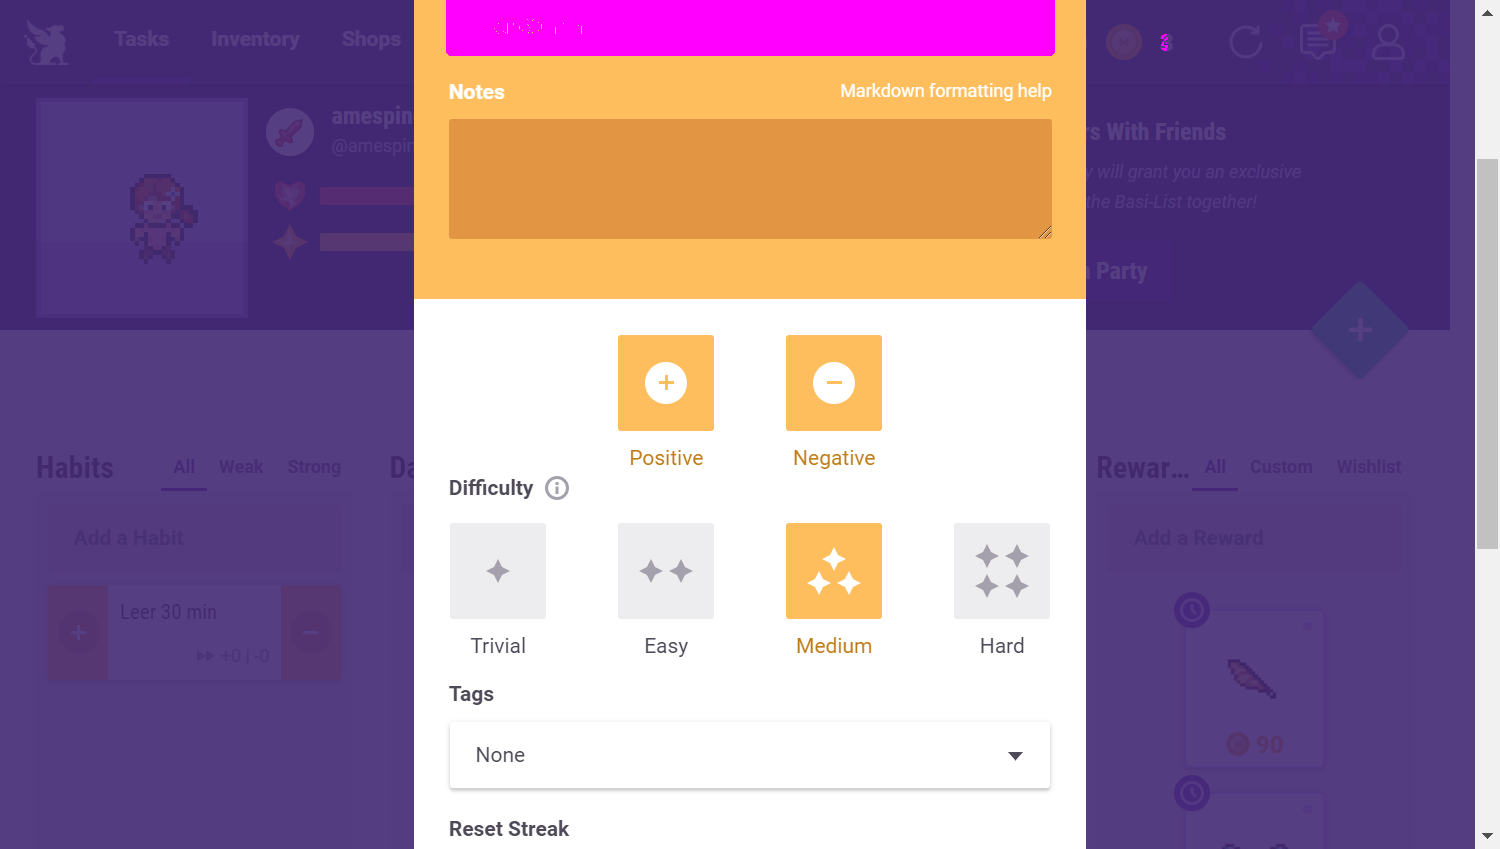 Tasks
Inventory
Shops
Notes
Markdown formatting help
amespin
@amespin
rs With Friends
y will grant you an exclusive
the Basi-List together!
a Party
Positive
Negative
Habits
All
Weak
Strong
Da
Rewar...
All
Custom
Wishlist
Difficulty
Add a Habit
Add a Reward
Leer 30 min
+0 | -0
Trivial
Easy
Medium
Hard
Tags
None
90
Reset Streak